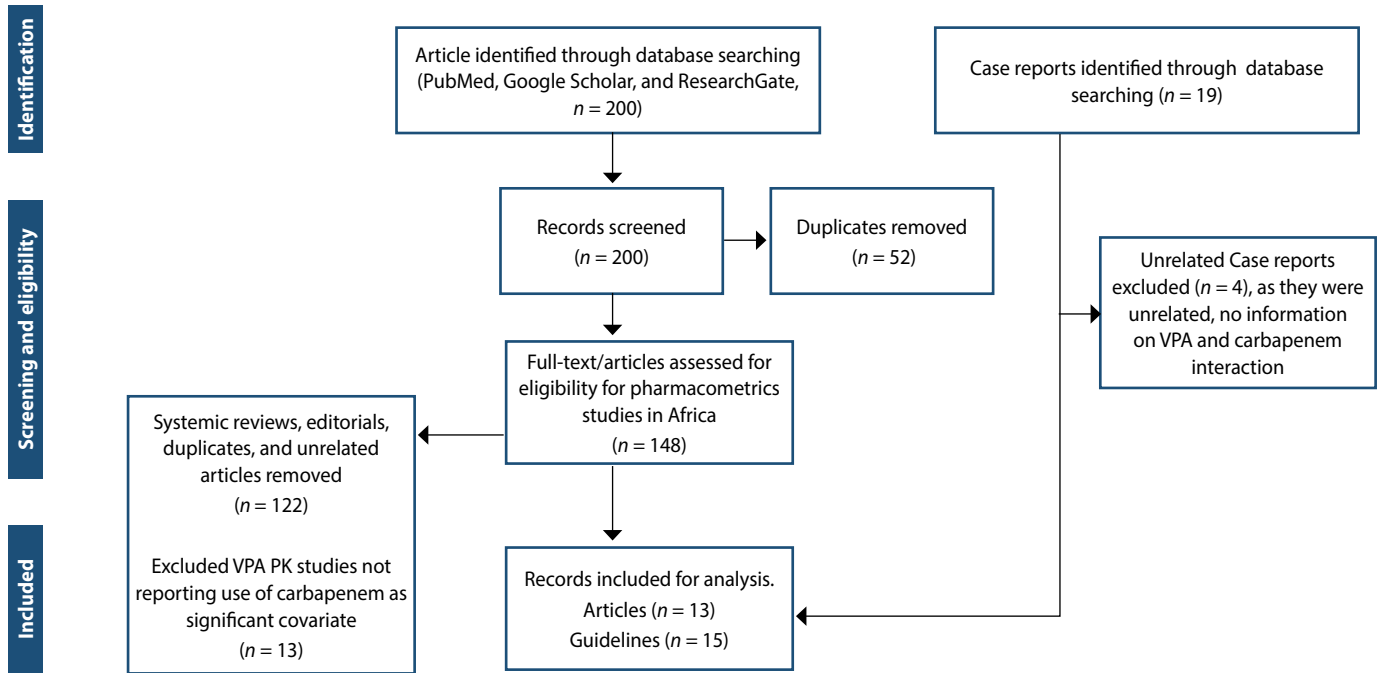 Identification
Article identified through database searching
(PubMed, Google Scholar, and ResearchGate,
n = 200)
Case reports identified through database
searching (n = 19)
Screening and eligibility
Records screened
(n = 200)
Duplicates removed
(n = 52)
Unrelated Case reports
excluded (n = 4), as they were
unrelated, no information
on VPA and carbapenem
interaction
Full-text/articles assessed for
eligibility for pharmacometrics
studies in Africa
(n = 148)
Systemic reviews, editorials,
duplicates, and unrelated
articles removed
(n = 122)
Excluded VPA PK studies not
reporting use of carbapenem as
significant covariate
(n = 13)
Included
Records included for analysis.
Articles (n = 13)
Guidelines (n = 15)